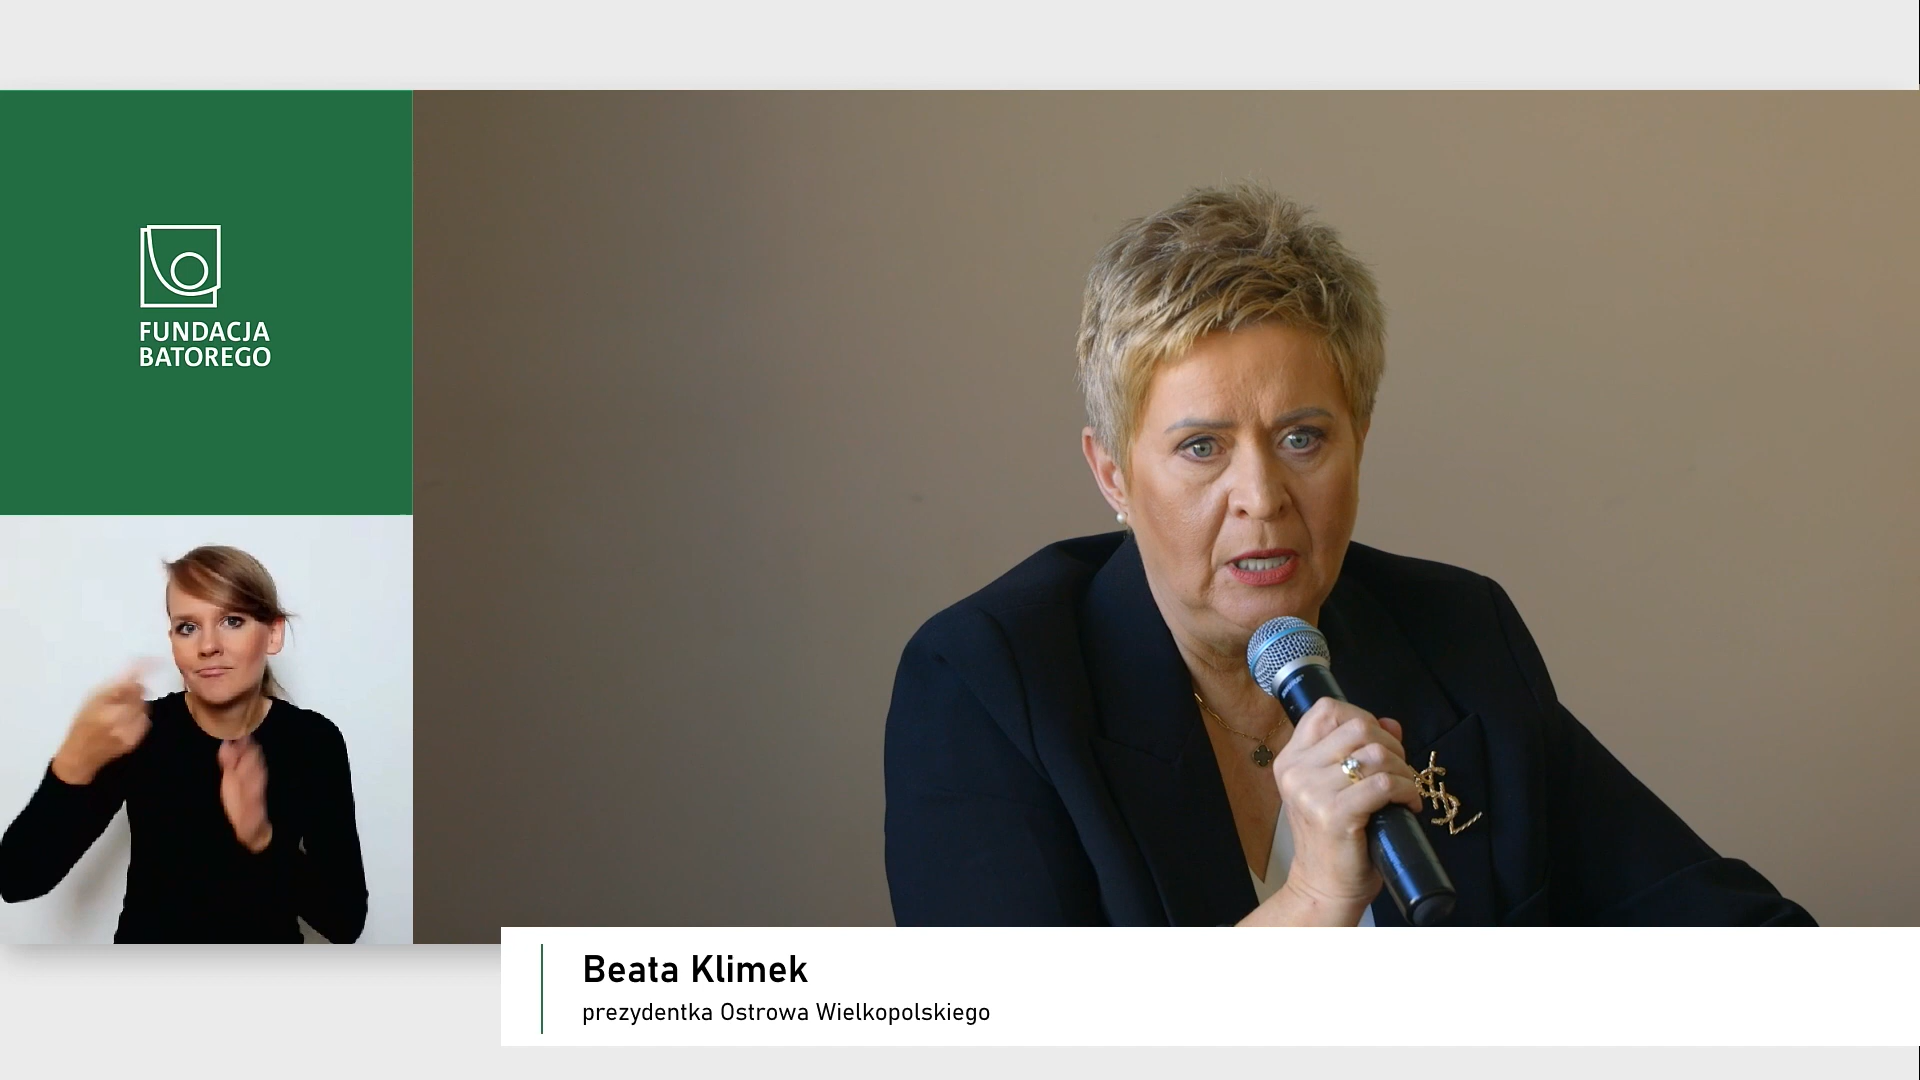 FUNDACJA
BATOREGO
Beata Klimek
prezydentka Ostrowa Wielkopolskiego